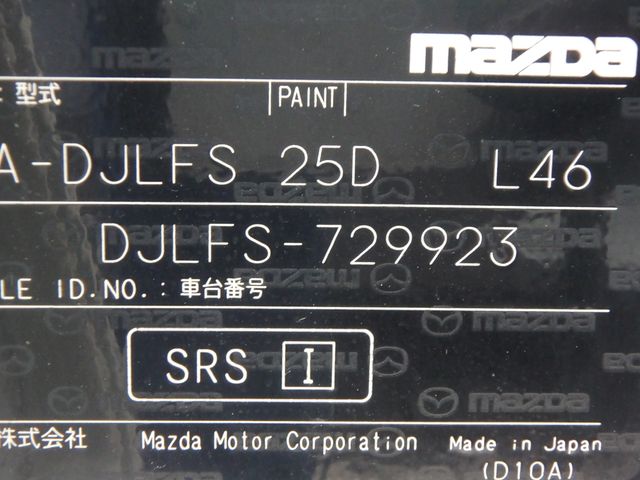 mazda
: 型式 |PAINT|
A-DJLFS 25D L46
DJLFS-729923
LE ID.NO.: 車台番号
SRS I
株式会社 Mazda Motor Corporation Made in Japan
(D10A)